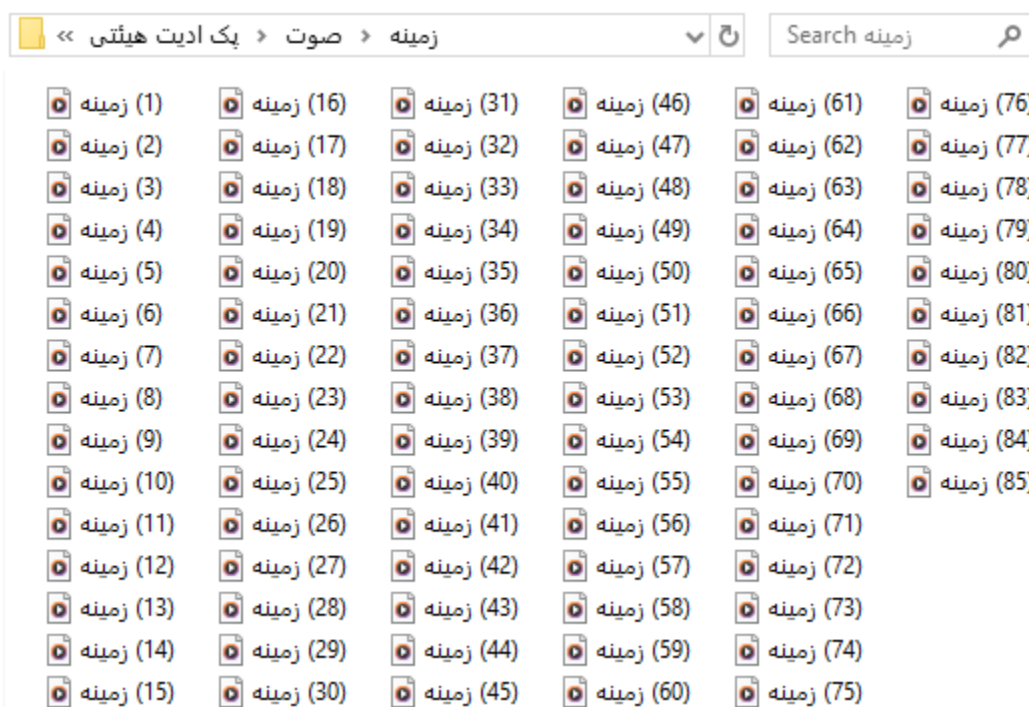 « پک ادیت هیئتی › صوت › زمینه
Search زمینه
زمینه (1)
زمینه (2)
زمینه (3)
زمینه (4)
زمینه (5)
زمینه (6)
زمینه (7)
زمینه (8)
زمینه (9)
زمینه (10)
زمینه (11)
زمینه (12)
زمینه (13)
زمینه (14)
زمینه (15)
زمینه (16)
زمینه (17)
زمینه (18)
زمینه (19)
زمینه (20)
زمینه (21)
زمینه (22)
زمینه (23)
زمینه (24)
زمینه (25)
زمینه (26)
زمینه (27)
زمینه (28)
زمینه (29)
زمینه (30)
زمینه (31)
زمینه (32)
زمینه (33)
زمینه (34)
زمینه (35)
زمینه (36)
زمینه (37)
زمینه (38)
زمینه (39)
زمینه (40)
زمینه (41)
زمینه (42)
زمینه (43)
زمینه (44)
زمینه (45)
زمینه (46)
زمینه (47)
زمینه (48)
زمینه (49)
زمینه (50)
زمینه (51)
زمینه (52)
زمینه (53)
زمینه (54)
زمینه (55)
زمینه (56)
زمینه (57)
زمینه (58)
زمینه (59)
زمینه (60)
زمینه (61)
زمینه (62)
زمینه (63)
زمینه (64)
زمینه (65)
زمینه (66)
زمینه (67)
زمینه (68)
زمینه (69)
زمینه (70)
زمینه (71)
زمینه (72)
زمینه (73)
زمینه (74)
زمینه (75)
زمینه (76)
زمینه (77)
زمینه (78)
زمینه (79)
زمینه (80)
زمینه (81)
زمینه (82)
زمینه (83)
زمینه (84)
زمینه (85)